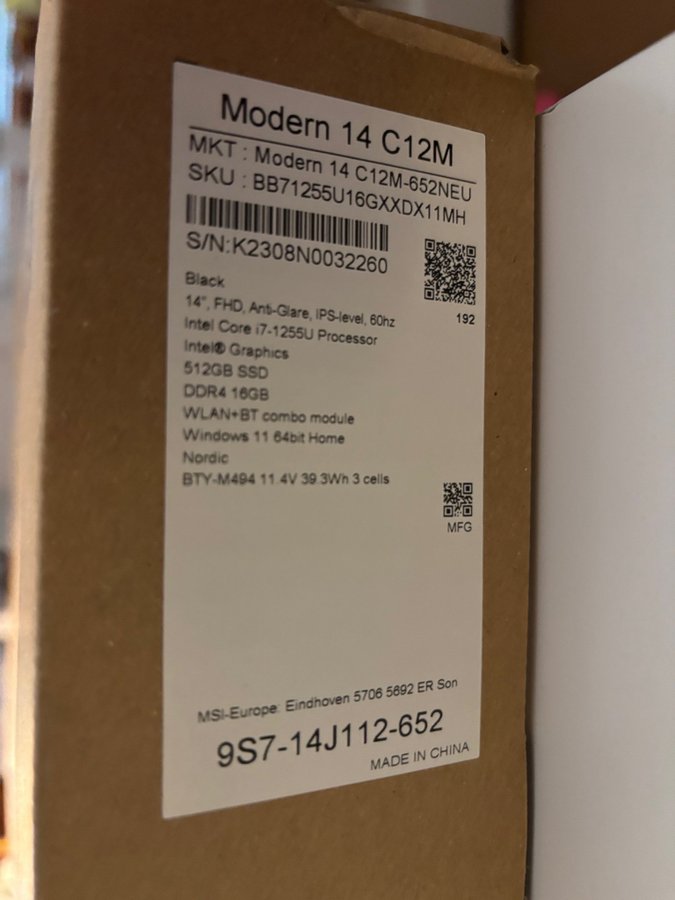 Modern 14 C12M
MKT : Modern 14 C12M-652NEU
SKU : BB71255U16GXXDX11MH
S/N:K2308N0032260
192
Black
14", FHD, Anti-Glare, IPS-level, 60hz
Intel Core i7-1255U Processor
Intel® Graphics
512GB SSD
DDR4 16GB
WLAN+BT combo module
Windows 11 64bit Home
Nordic
BTY-M494 11.4V 39.3Wh 3 cells
MFG
MSI-Europe: Eindhoven 5706 5692 ER Son
9S7-14J112-652
MADE IN CHINA